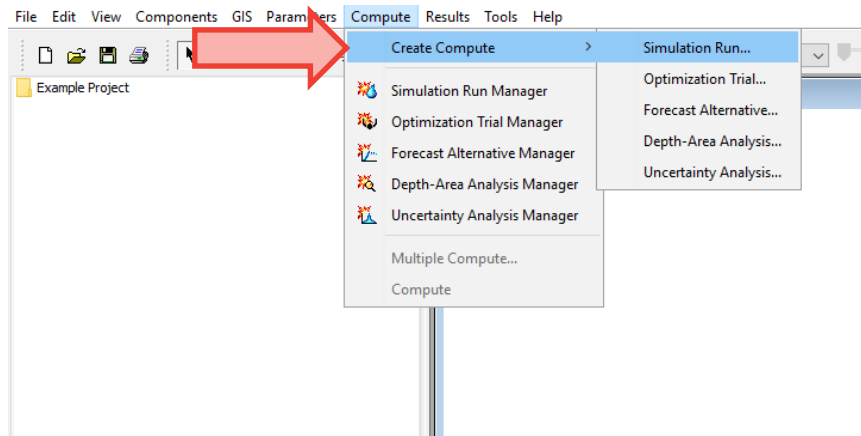 File Edit View Components GIS Parameters Compute Results Tools Help
Example Project
Create Compute
Simulation Run Manager
Optimization Trial Manager
Forecast Alternative Manager
Depth-Area Analysis Manager
Uncertainty Analysis Manager
Multiple Compute...
Compute
Simulation Run...
Optimization Trial...
Forecast Alternative...
Depth-Area Analysis...
Uncertainty Analysis...